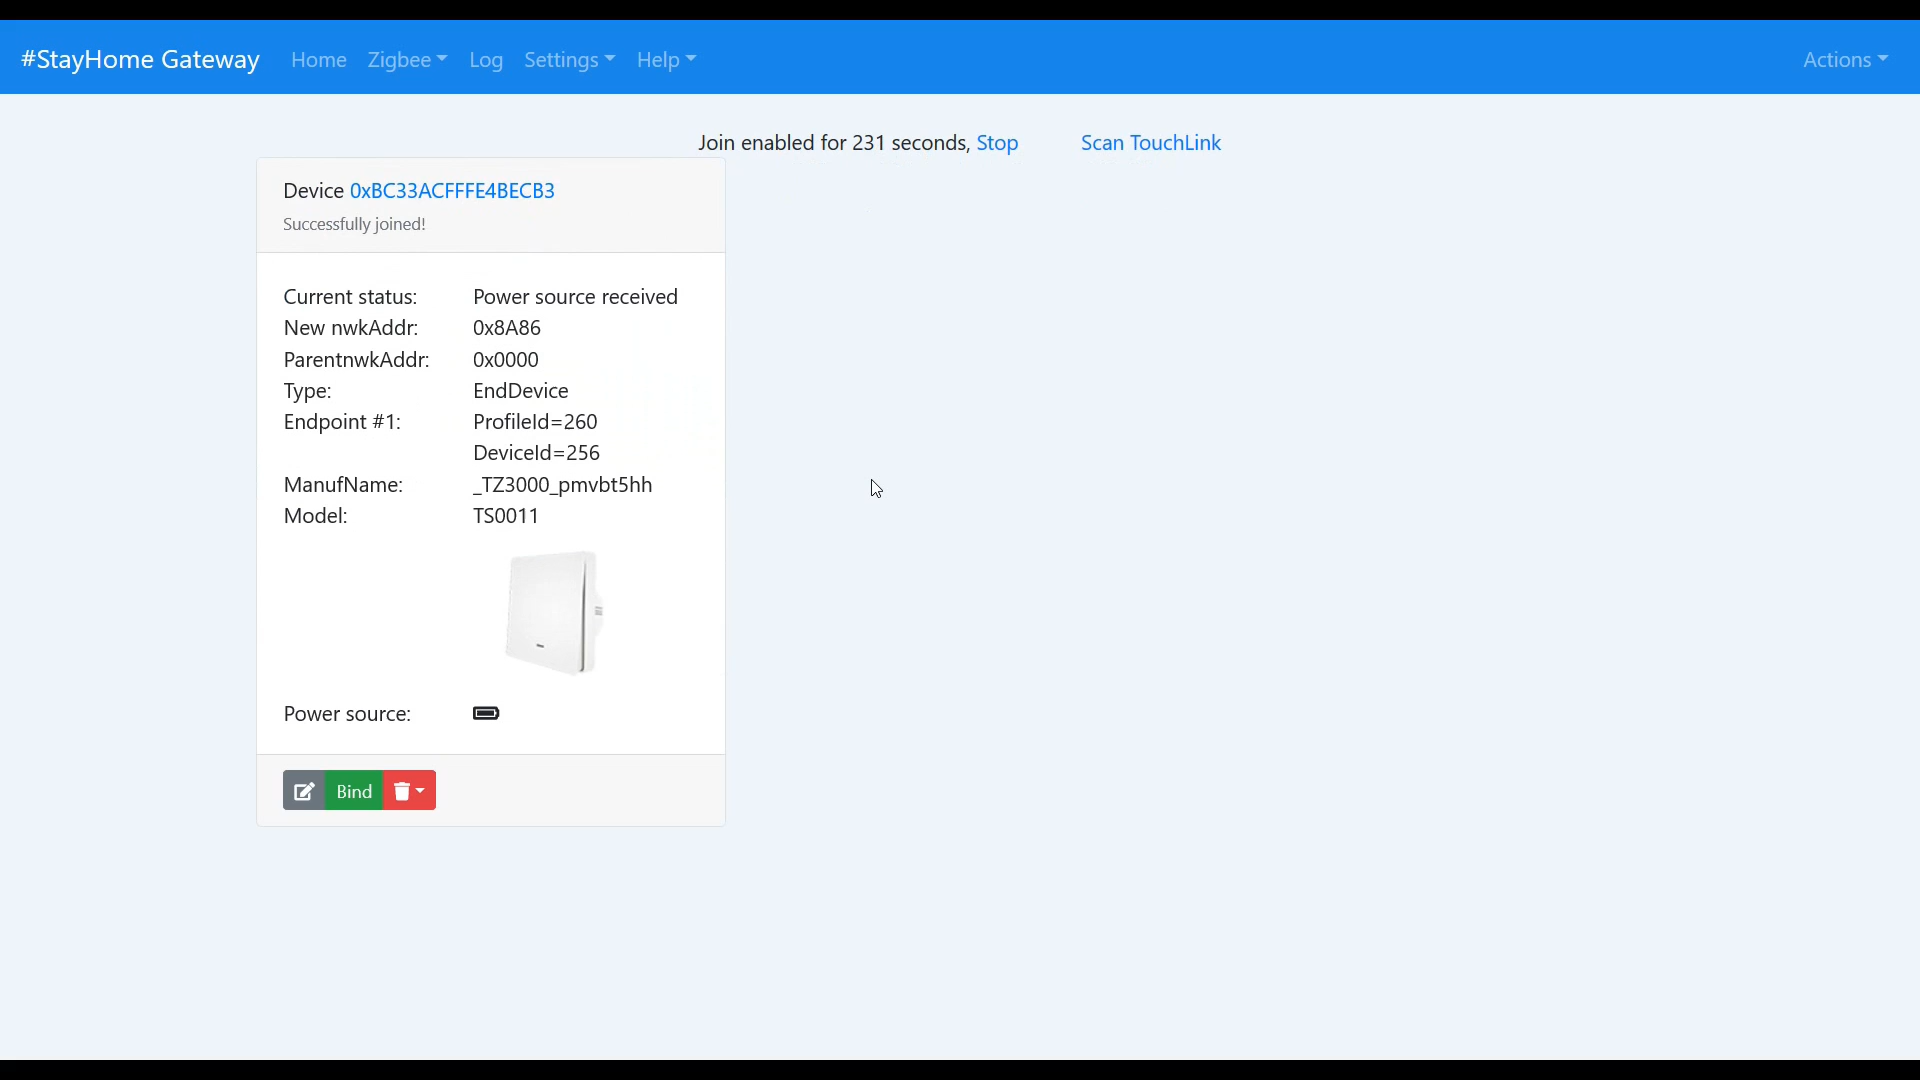 #StayHome Gateway Home Zigbee Log Settings Help Actions
Join enabled for 231 seconds, Stop Scan TouchLink
Device 0xBC33ACFFFE4BECB3
Successfully joined!
Current status: Power source received
New nwkAddr: 0x8A86
ParentnwkAddr: 0x0000
Type: EndDevice
Endpoint #1: ProfileId=260
DeviceId=256
ManufName: _TZ3000_pmvbt5hh
Model: TS0011
Power source:
Bind